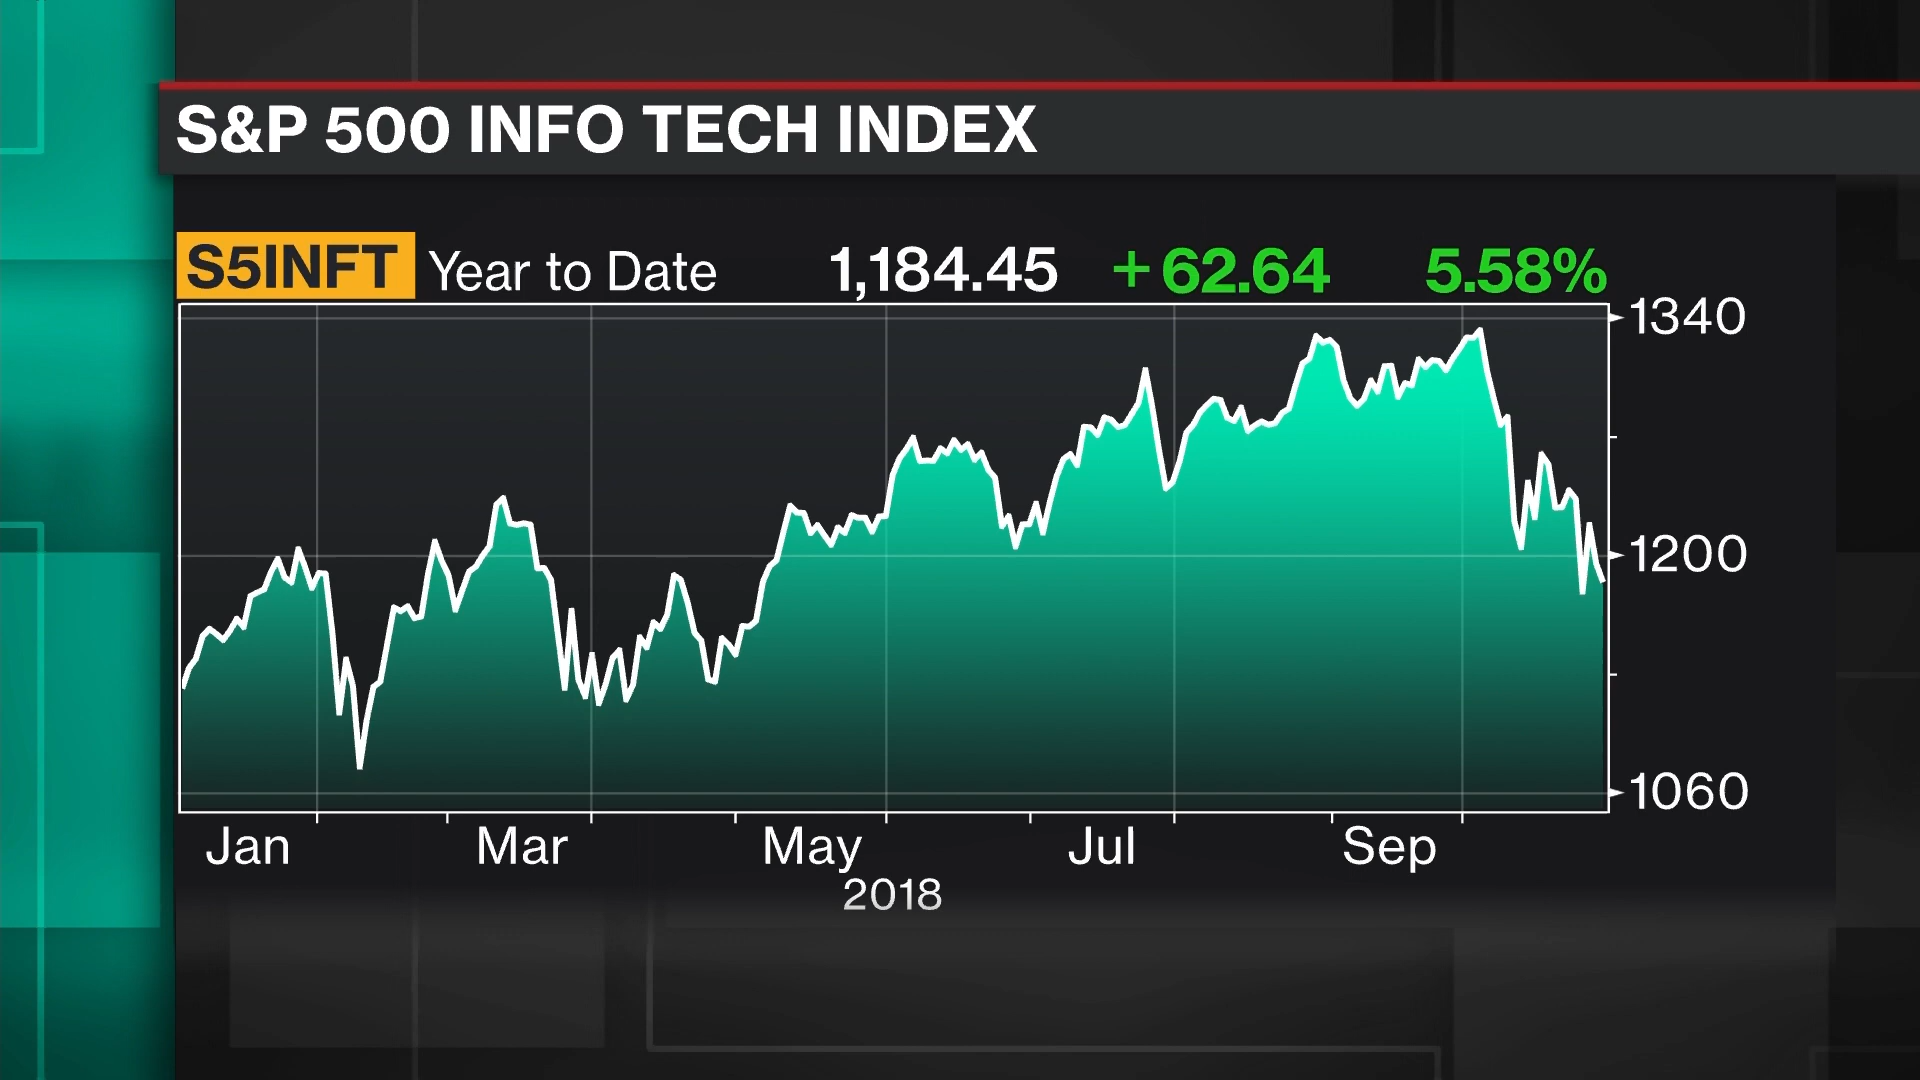 S&P 500 INFO TECH INDEX
S5INFT Year to Date 1,184.45 +62.64 5.58%
1340
1200
1060
Jan Mar May Jul Sep
2018